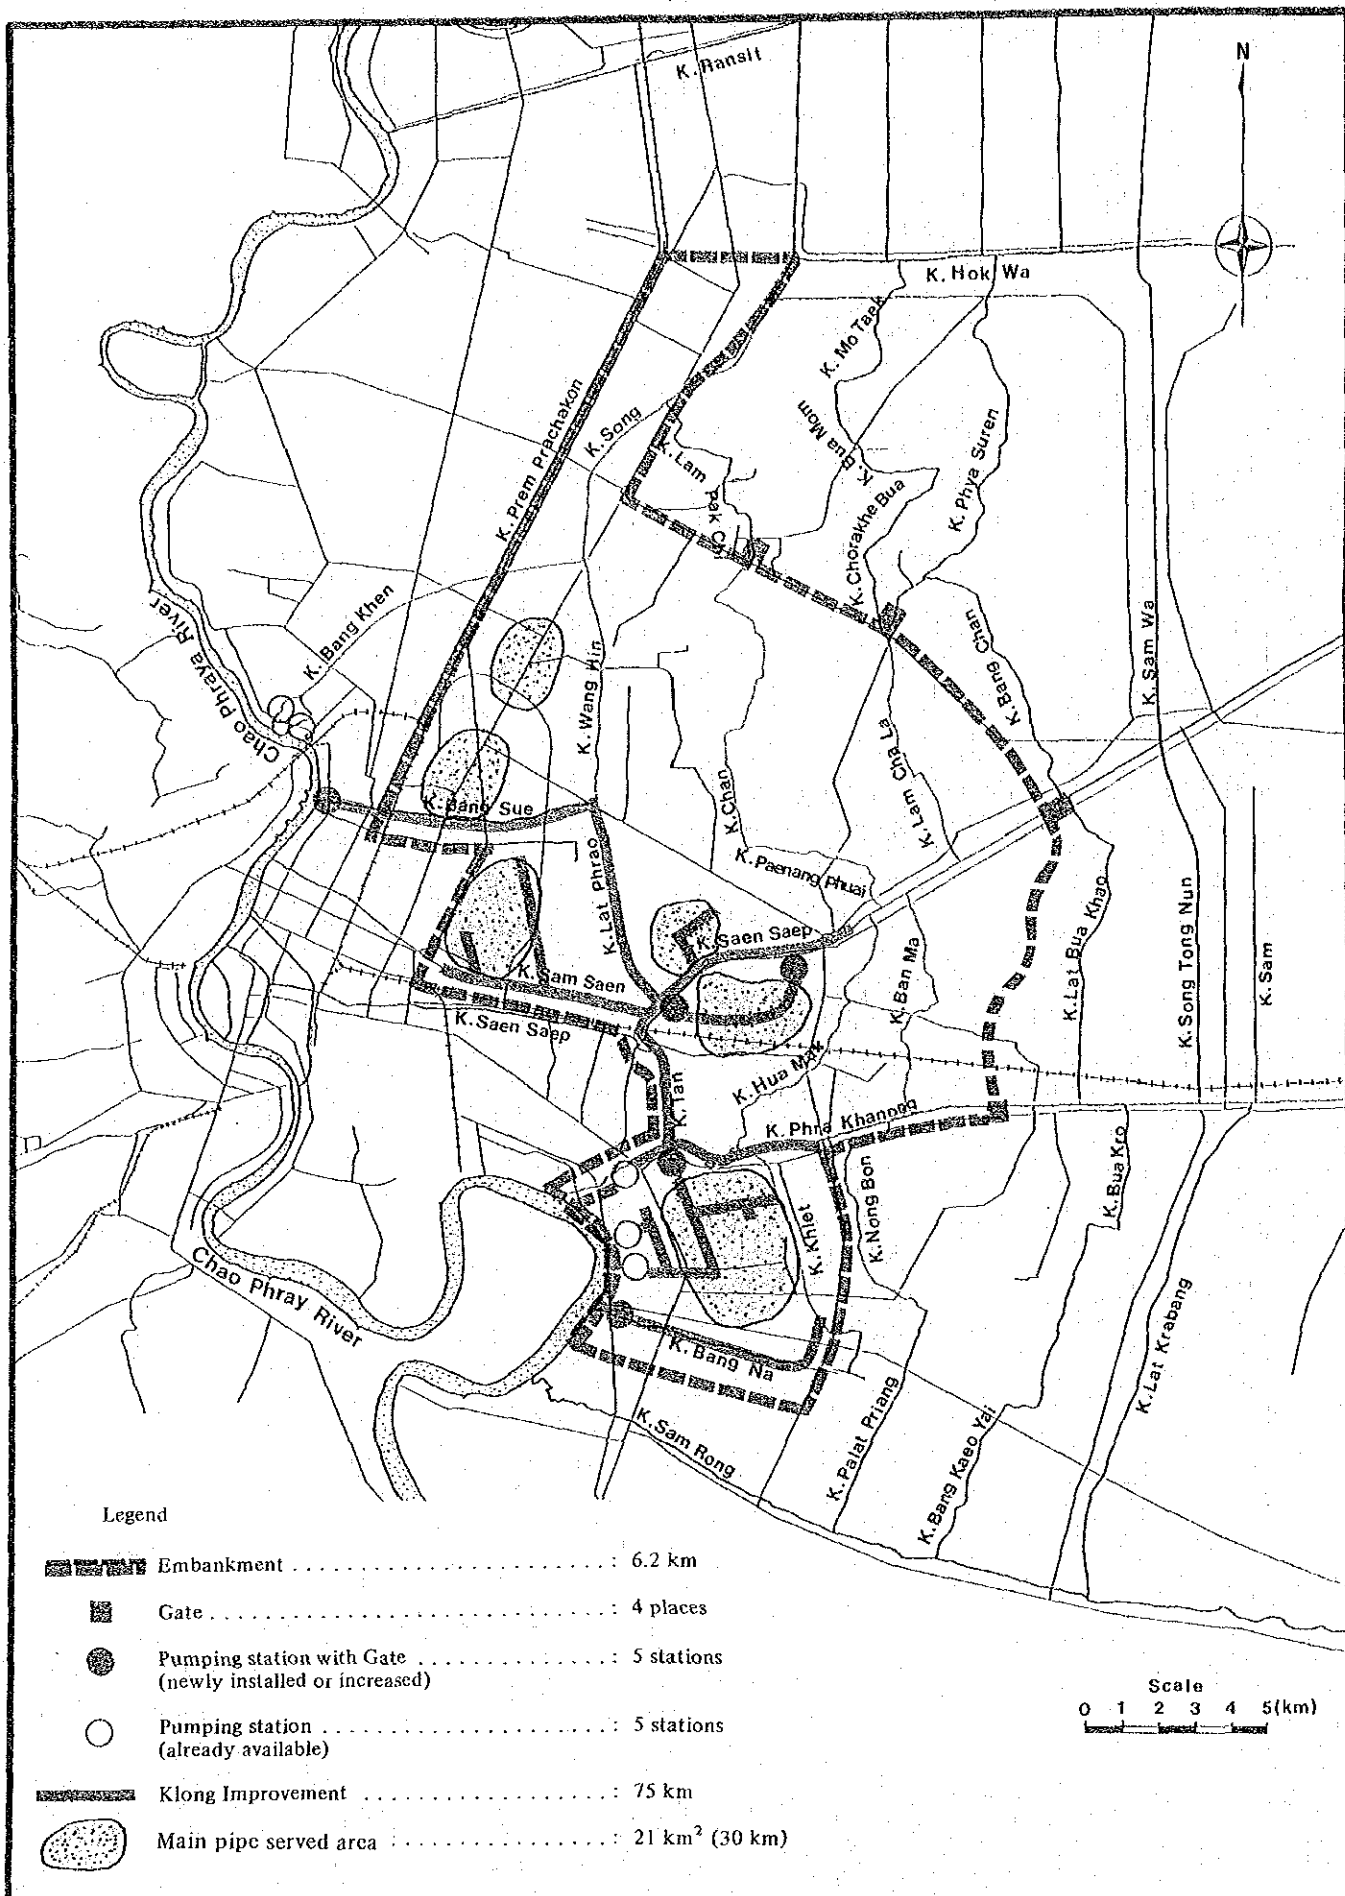 K. Ransit
N
K. Hok Wa
K. Mo Taek
K. Prem Prachakon
K. Song
K. Bua Mom
K. Lam Pak Chi
K. Chorakhe Bua
K. Phya Suren
K. Bang Khen
Chao Phraya River
K. Wang Hin
K. Bang Chan
K. Sam Wa
K. Chan
K. Lam Cha La
K. Bang Sue
K. Paenang Phuai
K. Lat Phrao
K. Saen Saep
K. Ban Ma
K. Lat Bua Khao
K. Song Tong Nun
K. Sam
K. Sam Saen
K. Saen Saep
K. Hua Mak
K. Tan
K. Phra Khanong
K. Khlet
K. Nong Bon
K. Bua Kro
Chao Phray River
K. Bang Na
K. Lat Krabang
K. Sam Rong
K. Palat Priang
K. Bang Kaeo Yai
Legend
Embankment . . . . . . . . . . . . . . . . . . . . . . . : 6.2 km
Gate . . . . . . . . . . . . . . . . . . . . . . . . . . . . . : 4 places
Pumping station with Gate . . . . . . . . . . . . . . : 5 stations
(newly installed or increased)
Pumping station . . . . . . . . . . . . . . . . . . . . . : 5 stations
(already available)
Klong Improvement . . . . . . . . . . . . . . . . . . : 75 km
Main pipe served area . . . . . . . . . . . . . . . . : 21 km² (30 km)
Scale
0 1 2 3 4 5(km)